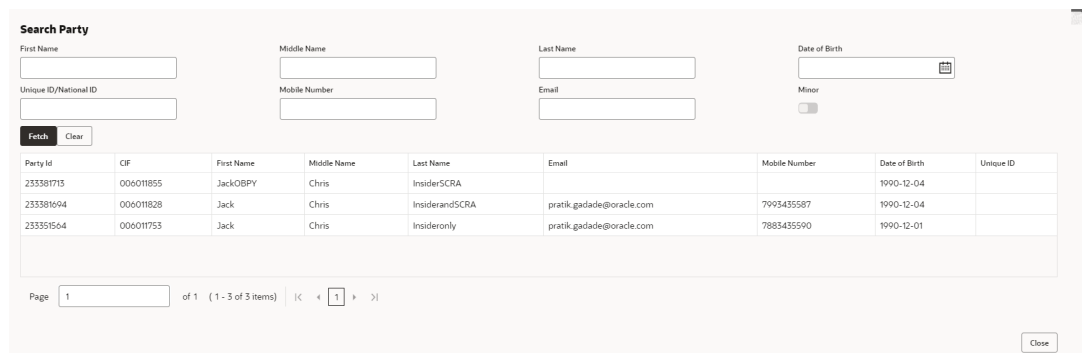 Search Party
First Name Middle Name Last Name Date of Birth
Unique ID/National ID Mobile Number Email Minor
Fetch Clear
Party Id CIF First Name Middle Name Last Name Email Mobile Number Date of Birth Unique ID
233381713 006011855 JackOBPY Chris InsiderSCRA 1990-12-04
233381694 006011828 Jack Chris InsiderandSCRA pratik.gadade@oracle.com 7993435587 1990-12-04
233351564 006011753 Jack Chris Insideronly pratik.gadade@oracle.com 7883435590 1990-12-01
Page 1 of 1 ( 1 - 3 of 3 items) 1
Close